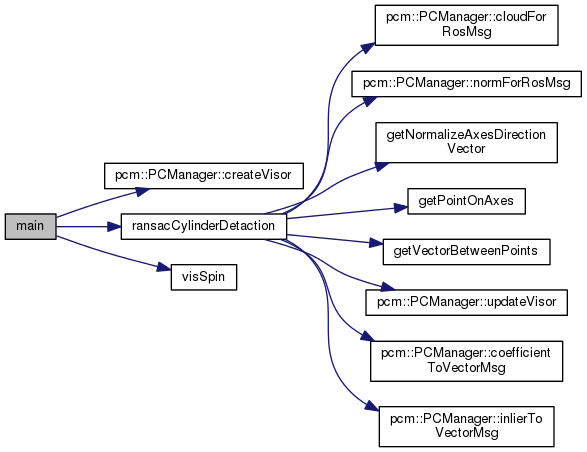 pcm::PCManager::cloudFor
RosMsg
pcm::PCManager::normForRosMsg
getNormalizeAxesDirection
Vector
pcm::PCManager::createVisor
getPointOnAxes
main
ransacCylinderDetaction
getVectorBetweenPoints
visSpin
pcm::PCManager::updateVisor
pcm::PCManager::coefficient
ToVectorMsg
pcm::PCManager::inlierTo
VectorMsg